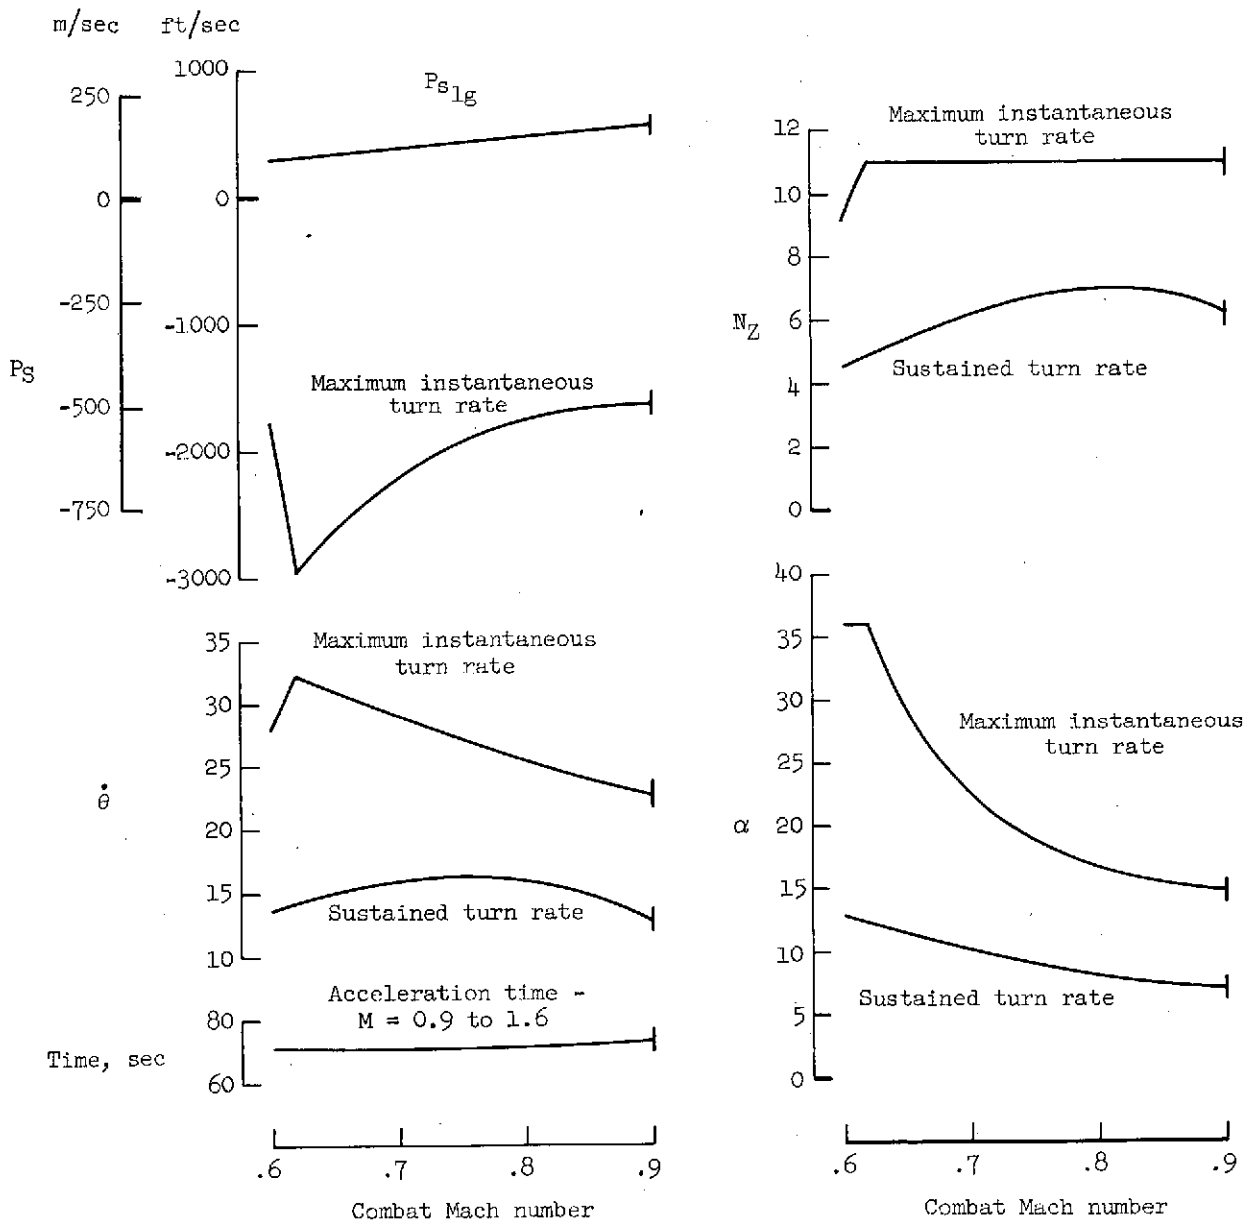 m/sec ft/sec
1000
250
0
0
-250
-1000
-500
-2000
-750
-3000
Ps
Ps1g
Maximum instantaneous
turn rate
12
10
8
6
4
2
0
NZ
Maximum instantaneous
turn rate
Sustained turn rate
35
30
25
20
15
10
θ̇
Maximum instantaneous
turn rate
Sustained turn rate
40
35
30
25
20
15
10
5
0
α
Maximum instantaneous
turn rate
Sustained turn rate
Acceleration time -
M = 0.9 to 1.6
80
Time, sec
60
.6 .7 .8 .9
Combat Mach number
.6 .7 .8 .9
Combat Mach number